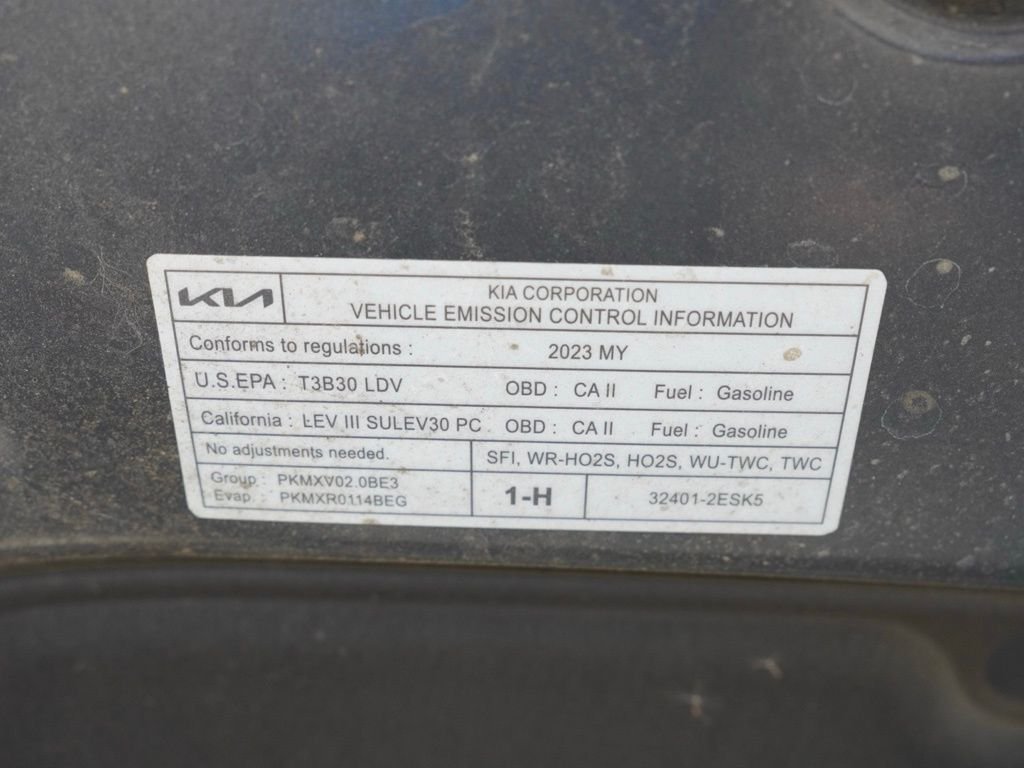 KIA
KIA CORPORATION
VEHICLE EMISSION CONTROL INFORMATION
Conforms to regulations : 2023 MY
U.S.EPA : T3B30 LDV OBD : CA II Fuel : Gasoline
California : LEV III SULEV30 PC OBD : CA II Fuel : Gasoline
No adjustments needed. SFI, WR-HO2S, HO2S, WU-TWC, TWC
Group : PKMXV02.0BE3
Evap. : PKMXR0114BEG
1-H
32401-2ESK5